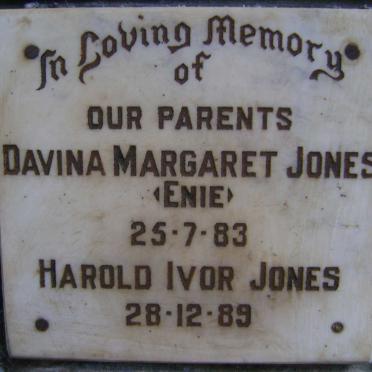 In Loving Memory
of
OUR PARENTS
DAVINA MARGARET JONES
‹ENIE›
25·7·83
HAROLD IVOR JONES
28·12·89